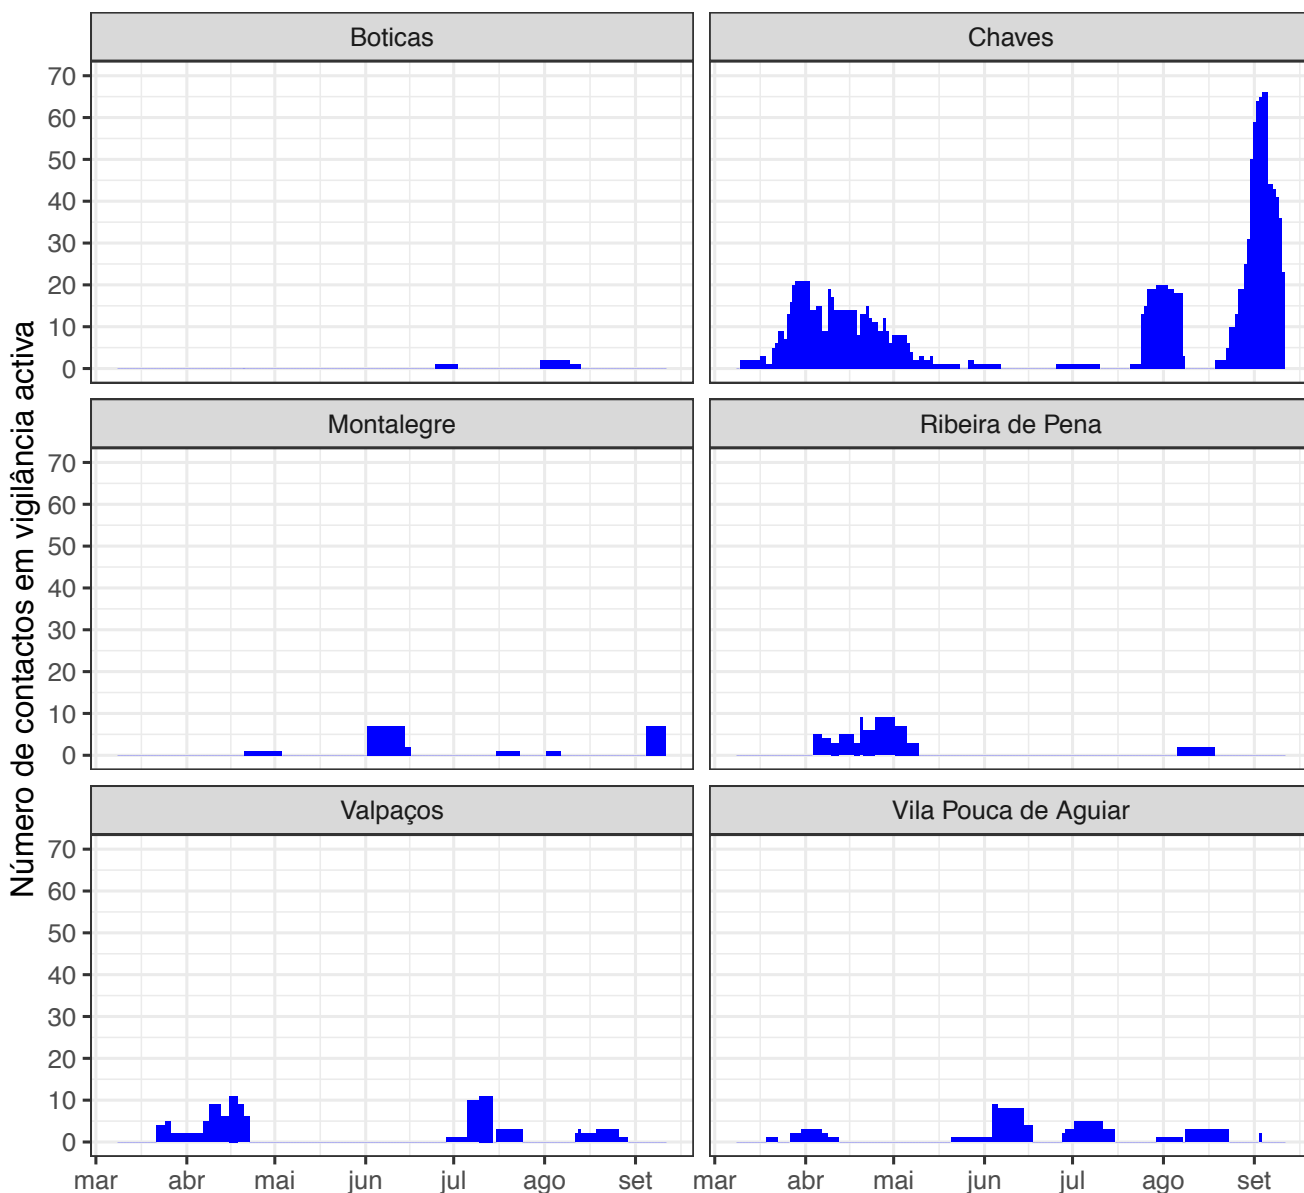 Número de contactos em vigilância activa
Boticas
Chaves
70
60
50
40
30
20
10
0
Montalegre
Ribeira de Pena
70
60
50
40
30
20
10
0
Valpaços
Vila Pouca de Aguiar
70
60
50
40
30
20
10
0
mar abr mai jun jul ago set
mar abr mai jun jul ago set